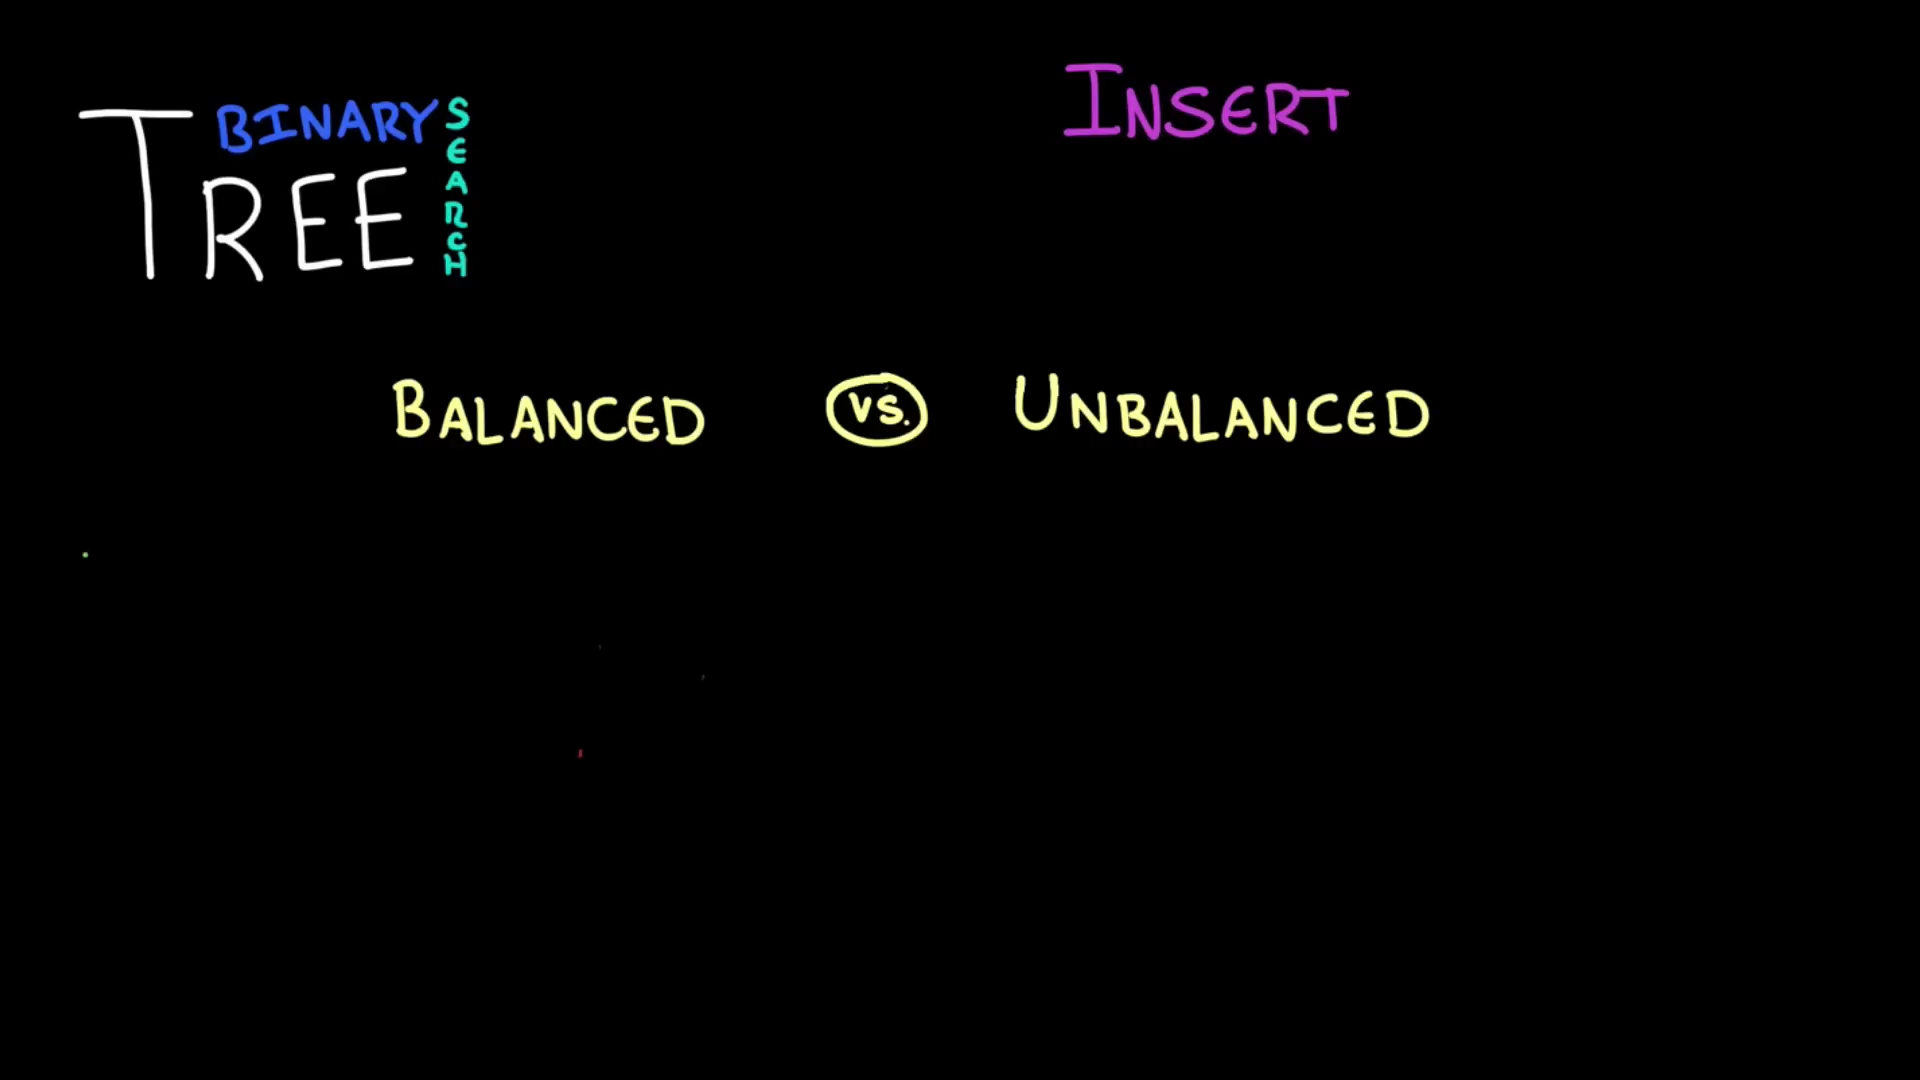 BINARY
TREE
SEARCH
INSERT
BALANCED VS. UNBALANCED